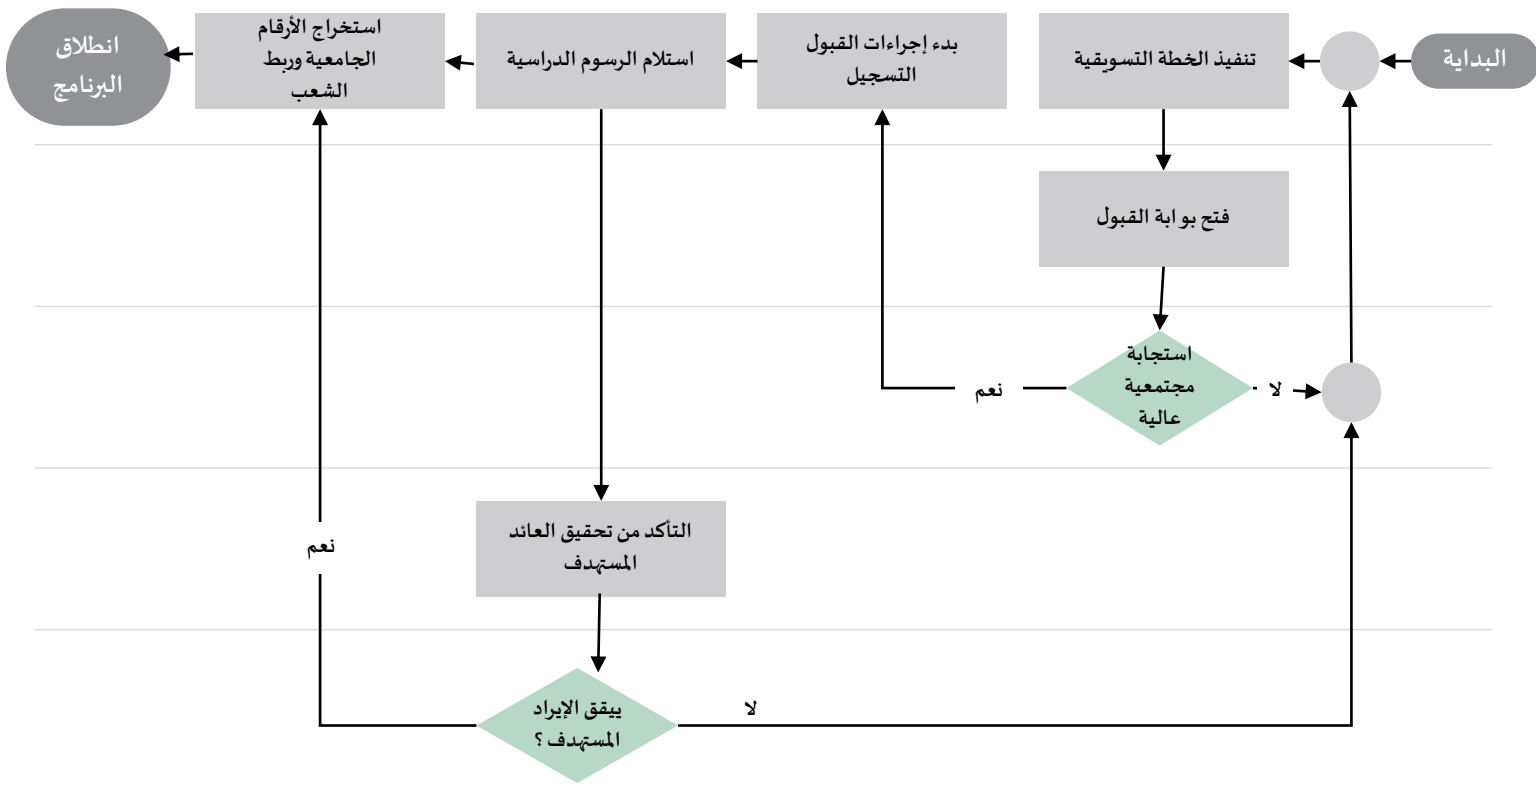 البداية
تنفيذ الخطة التسويقية
بدء إجراءات القبول
التسجيل
استلام الرسوم الدراسية
استخراج الأرقام
الجامعية وربط
الشعب
انطلاق
البرنامج
فتح بوابة القبول
استجابة
مجتمعية
عالية
لا
نعم
التأكد من تحقيق العائد
المستهدف
نعم
ييقق الإيراد
المستهدف ؟
لا